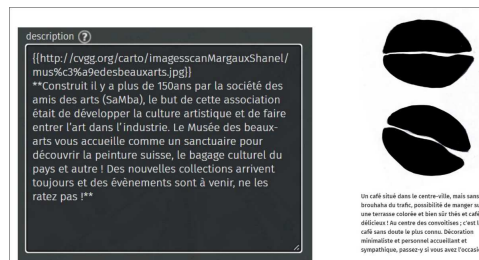 description ?
{{http://cvgg.org/carto/imagesscanMargauxShanel/
mus%c3%a9edesbeauxarts.jpg}}
**Construit il y a plus de 150ans par la société des
amis des arts (SaMba), le but de cette association
était de développer la culture artistique et de faire
entrer l'art dans l'industrie. Le Musée des beaux-
arts vous accueille comme un sanctuaire pour
découvrir la peinture suisse, le bagage culturel du
pays et autre ! Des nouvelles collections arrivent
toujours et des évènements sont à venir, ne les
ratez pas !**
Un café situé dans le centre-ville, mais sans
brouhaha du trafic, possibilité de manger
une terrasse colorée et bien sûr thés et
délicieux ! Au centre des convoitises ; c'est
café sans doute le plus connu. Décoration
minimaliste et personnel accueillant et
sympathique, passez-y si vous avez